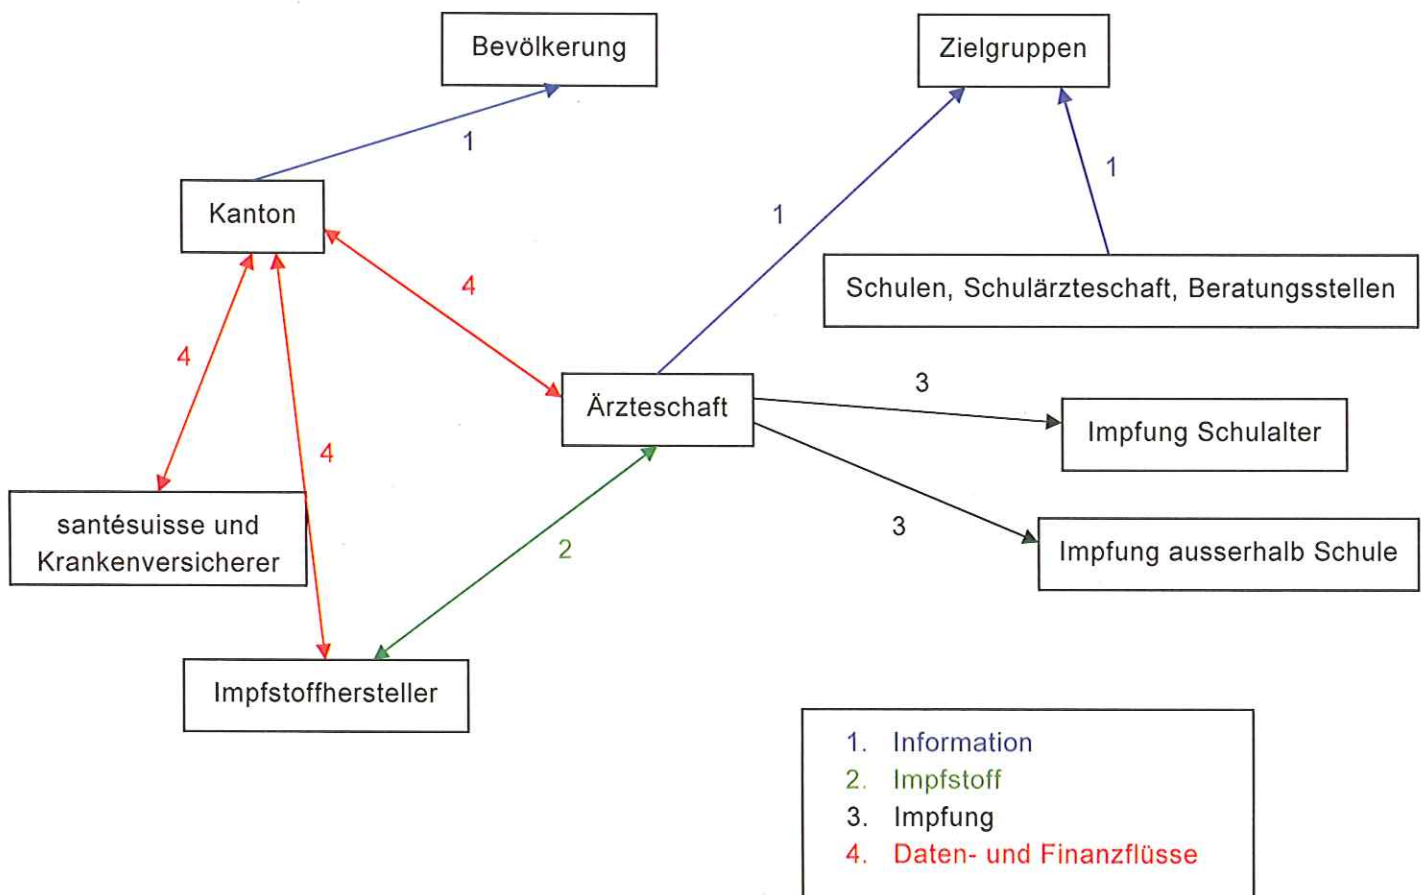 Bevölkerung
Zielgruppen
1
1
Kanton
1
4
Schulen, Schulärzteschaft, Beratungsstellen
4
Ärzteschaft
3
Impfung Schulalter
4
santésuisse und
Krankenversicherer
2
3
Impfung ausserhalb Schule
Impfstoffhersteller
1. Information
2. Impfstoff
3. Impfung
4. Daten- und Finanzflüsse